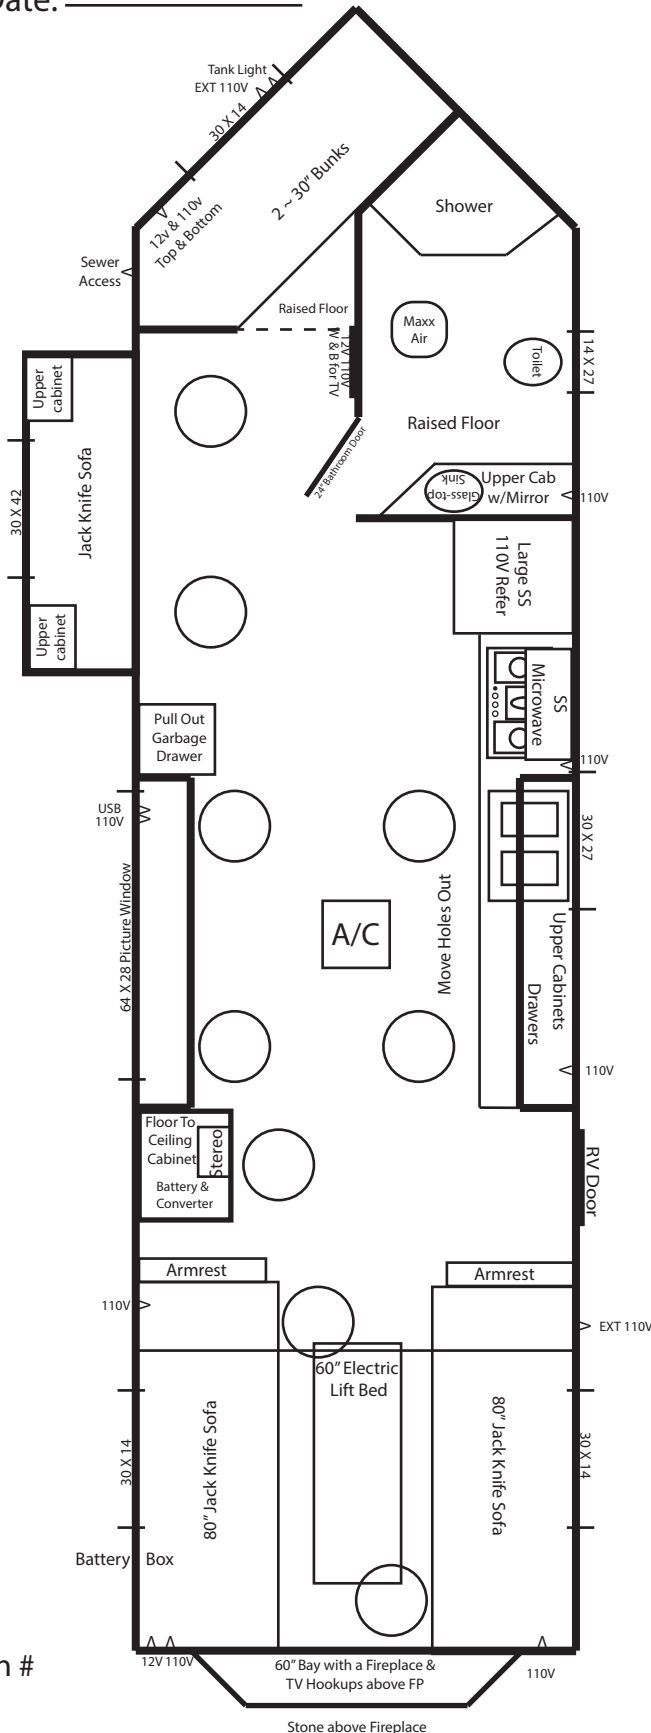 Date:
Tank Light
EXT 110V
30 X 14
2 ~ 30" Bunks
12v & 110v
Top & Bottom
Shower
Sewer
Access
Raised Floor
12V 110V
W & B for TV
Maxx
Air
Toilet
14 X 27
Upper
cabinet
Raised Floor
24" Bathroom Door
Jack Knife Sofa
30 X 42
Glass-top
Sink
Upper Cab
w/Mirror
110V
Large SS
110V Refer
Upper
cabinet
SS
Microwave
Pull Out
Garbage
Drawer
110V
USB
110V
30 X 27
64 X 28 Picture Window
A/C
Move Holes Out
Upper Cabinets
Drawers
110V
Floor To
Ceiling
Cabinet
Stereo
Battery &
Converter
RV Door
Armrest
Armrest
110V
EXT 110V
60" Electric
Lift Bed
80" Jack Knife Sofa
80" Jack Knife Sofa
30 X 14
30 X 14
Battery Box
n #
12V 110V
60" Bay with a Fireplace &
TV Hookups above FP
110V
Stone above Fireplace